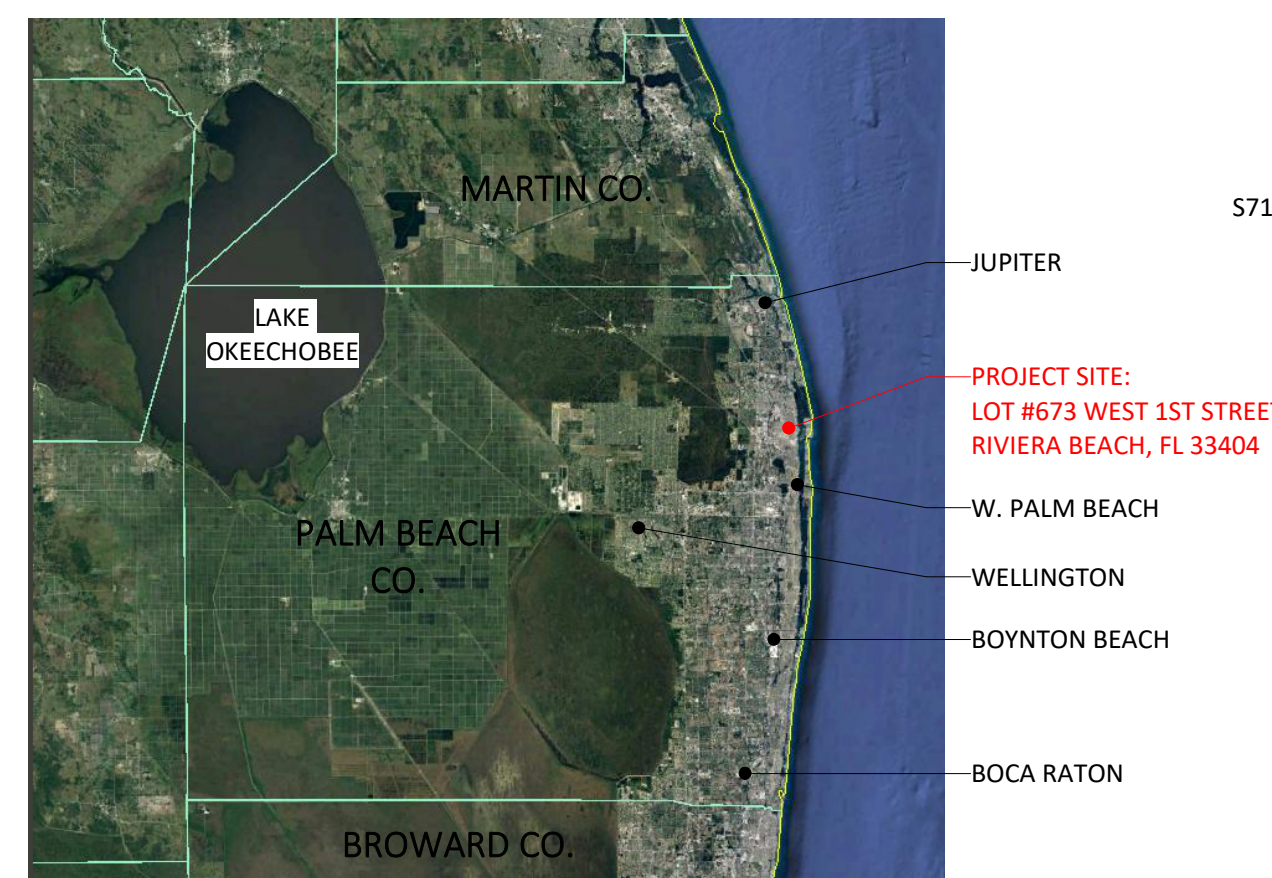 MARTIN CO.
S71
JUPITER
LAKE
OKEECHOBEE
PROJECT SITE:
LOT #673 WEST 1ST STREET
RIVIERA BEACH, FL 33404
W. PALM BEACH
PALM BEACH
CO.
WELLINGTON
BOYNTON BEACH
BOCA RATON
BROWARD CO.